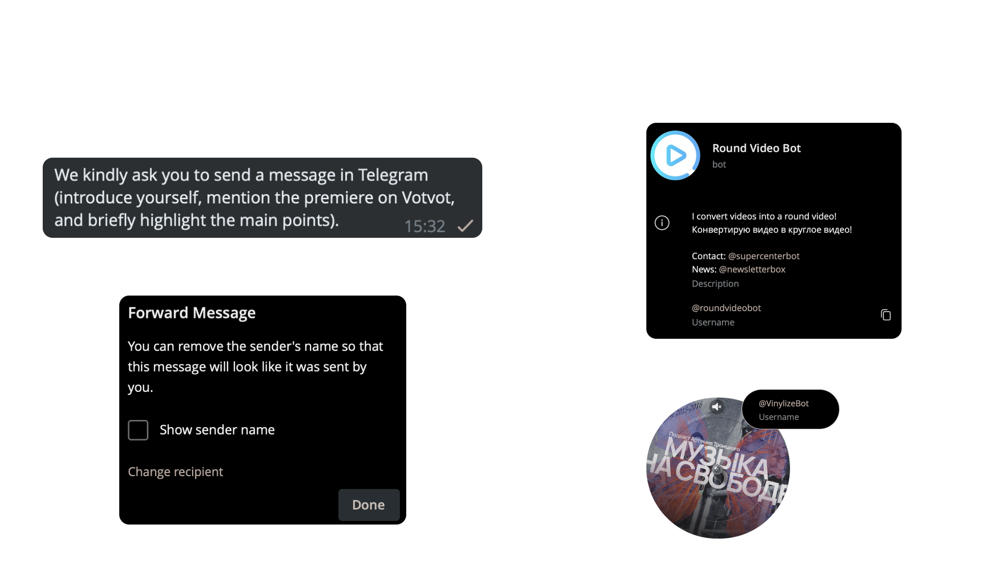 We kindly ask you to send a message in Telegram
(introduce yourself, mention the premiere on Votvot,
and briefly highlight the main points).
15:32
Forward Message
You can remove the sender's name so that
this message will look like it was sent by
you.
Show sender name
Change recipient
Done
Round Video Bot
bot
I convert videos into a round video!
Конвертирую видео в круглое видео!
Contact: @supercenterbot
News: @newsletterbox
Description
@roundvideobot
Username
@VinylizeBot
Username
2015-2016
@vinylizebot
Подкаст Артемия Троицкого
МУЗЫКА
НА СВОБОДЕ